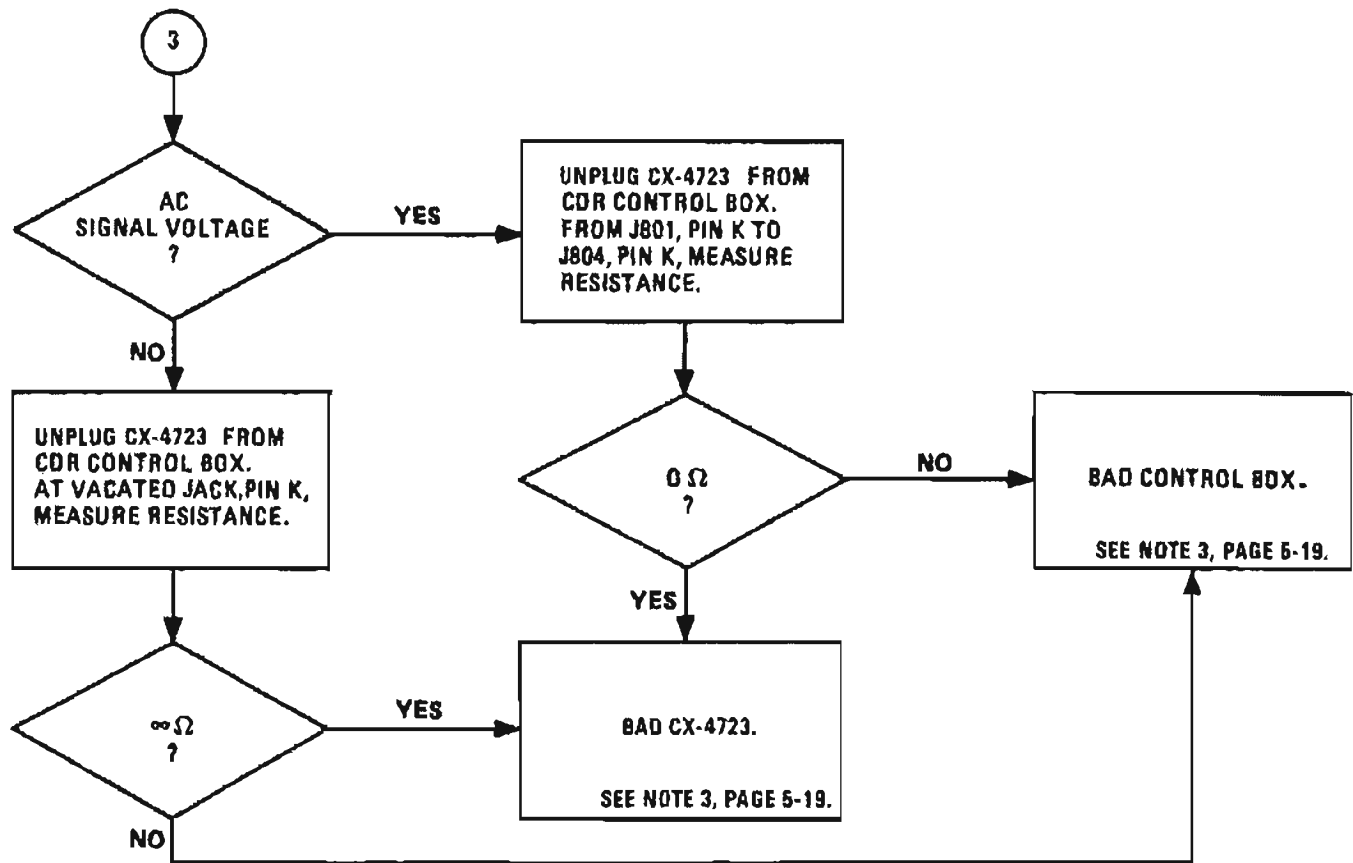 3
AC
SIGNAL VOLTAGE
?
YES
UNPLUG CX-4723 FROM
CDR CONTROL BOX.
FROM J801, PIN K TO
J804, PIN K, MEASURE
RESISTANCE.
NO
UNPLUG CX-4723 FROM
CDR CONTROL BOX.
AT VACATED JACK, PIN K,
MEASURE RESISTANCE.
0 Ω
?
NO
BAD CONTROL BOX.
SEE NOTE 3, PAGE 5-19.
YES
∞ Ω
?
YES
BAD CX-4723.
SEE NOTE 3, PAGE 5-19.
NO